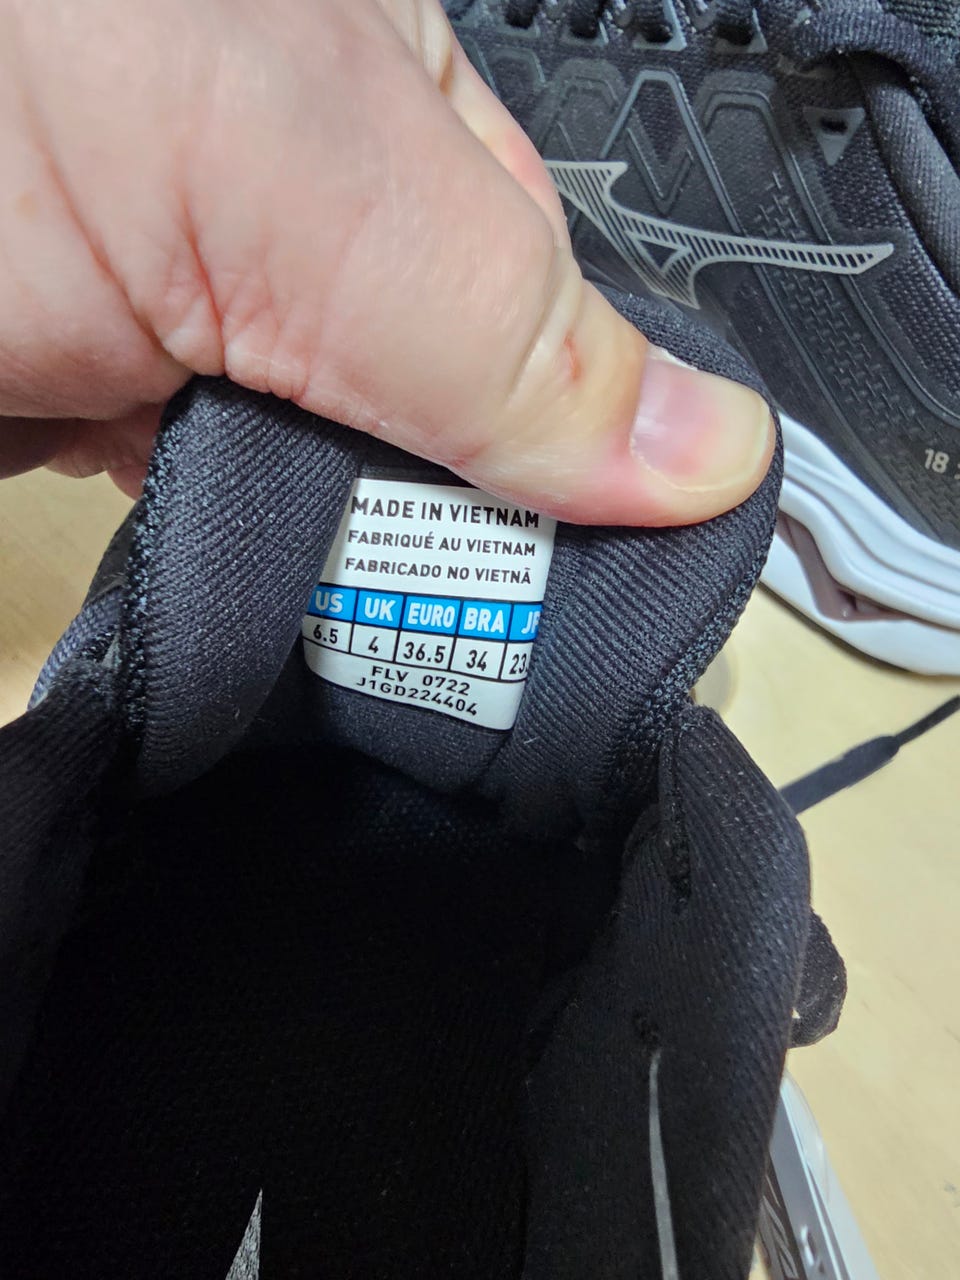 MADE IN VIETNAM
FABRIQUÉ AU VIETNAM
FABRICADO NO VIETNÃ
US UK EURO BRA
6.5 4 36.5 34
FLV 0722
J1GD224404
18